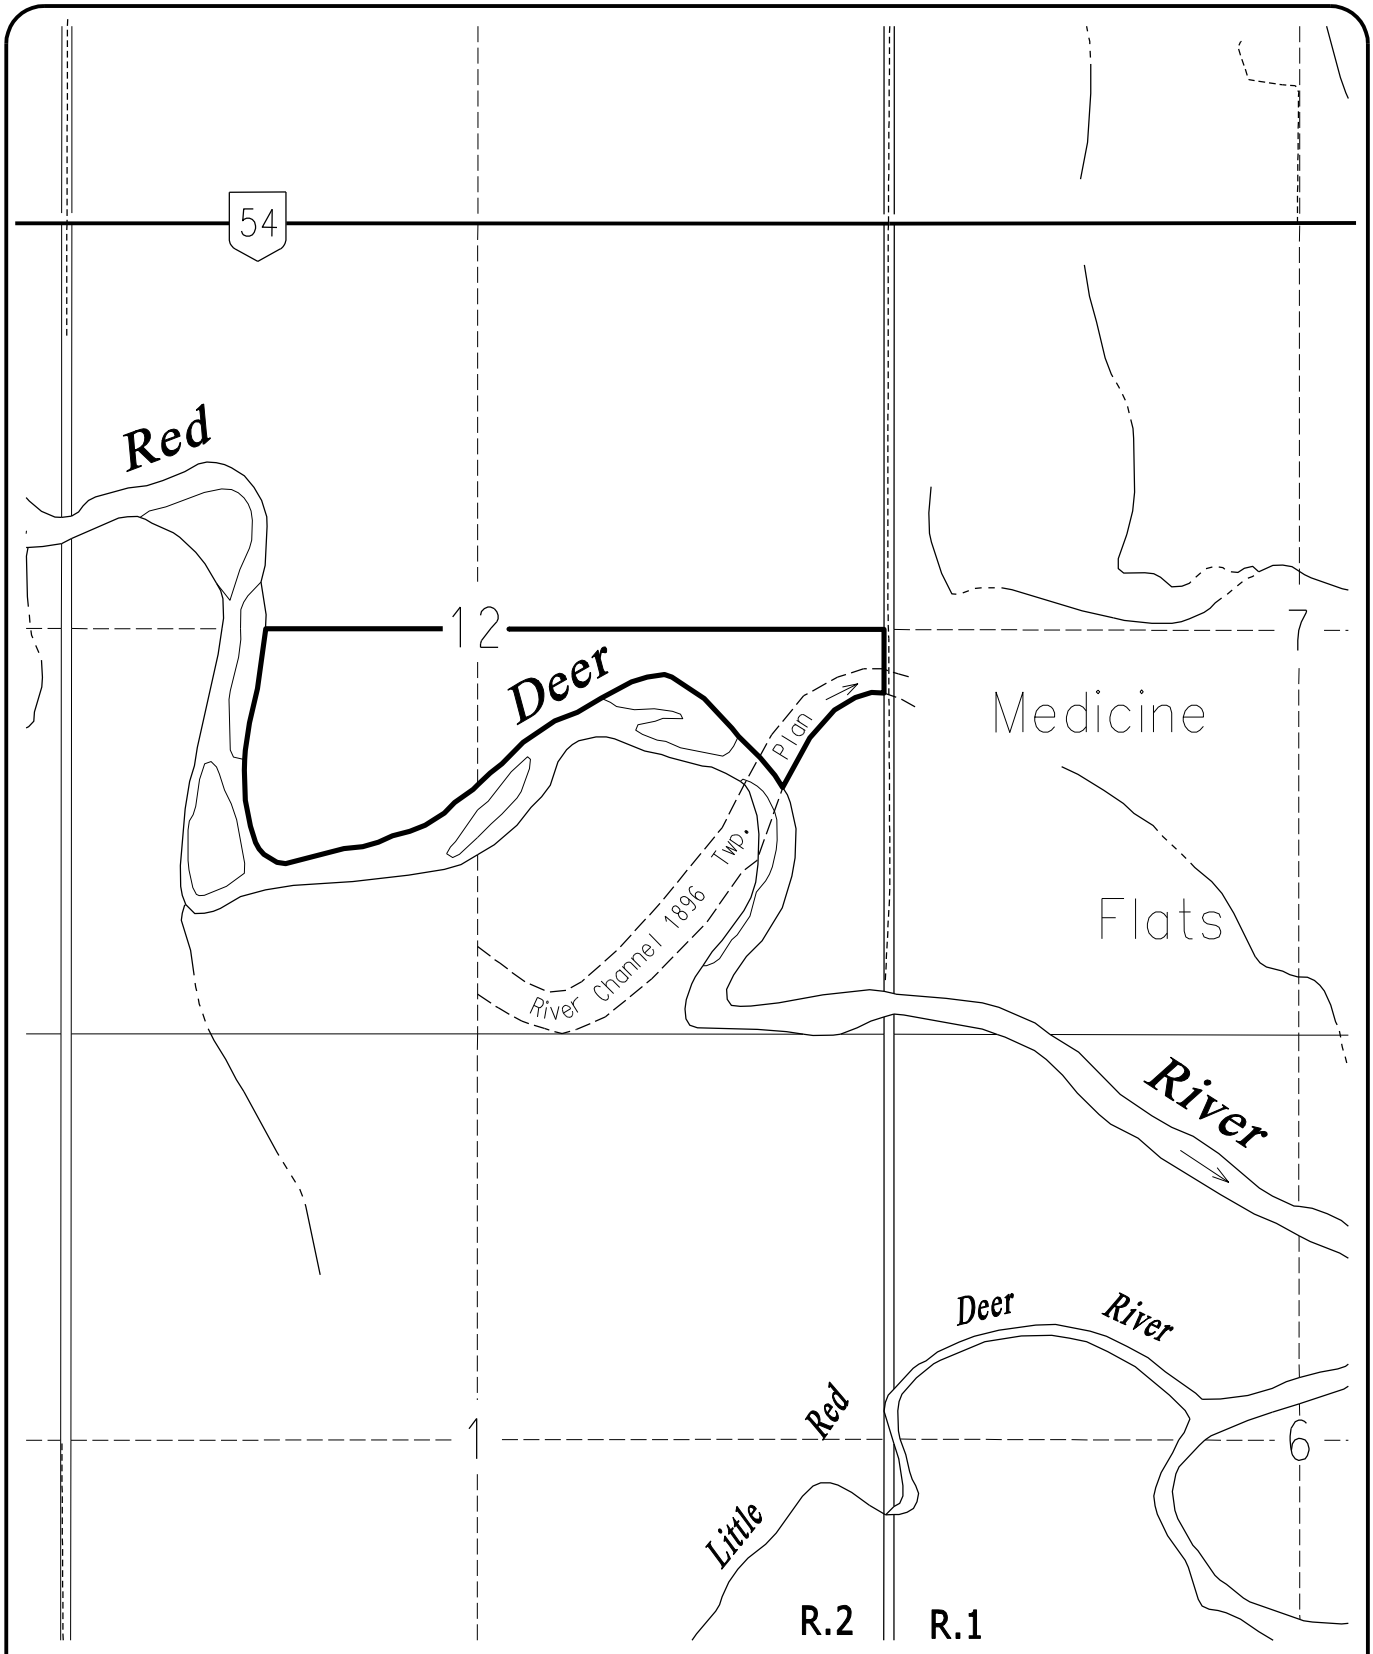 54
Red
12
7
Deer
Medicine
Flats
River Channel 1896 Twp. Plan
River
Deer River
Red
Little
1
6
R.2
R.1